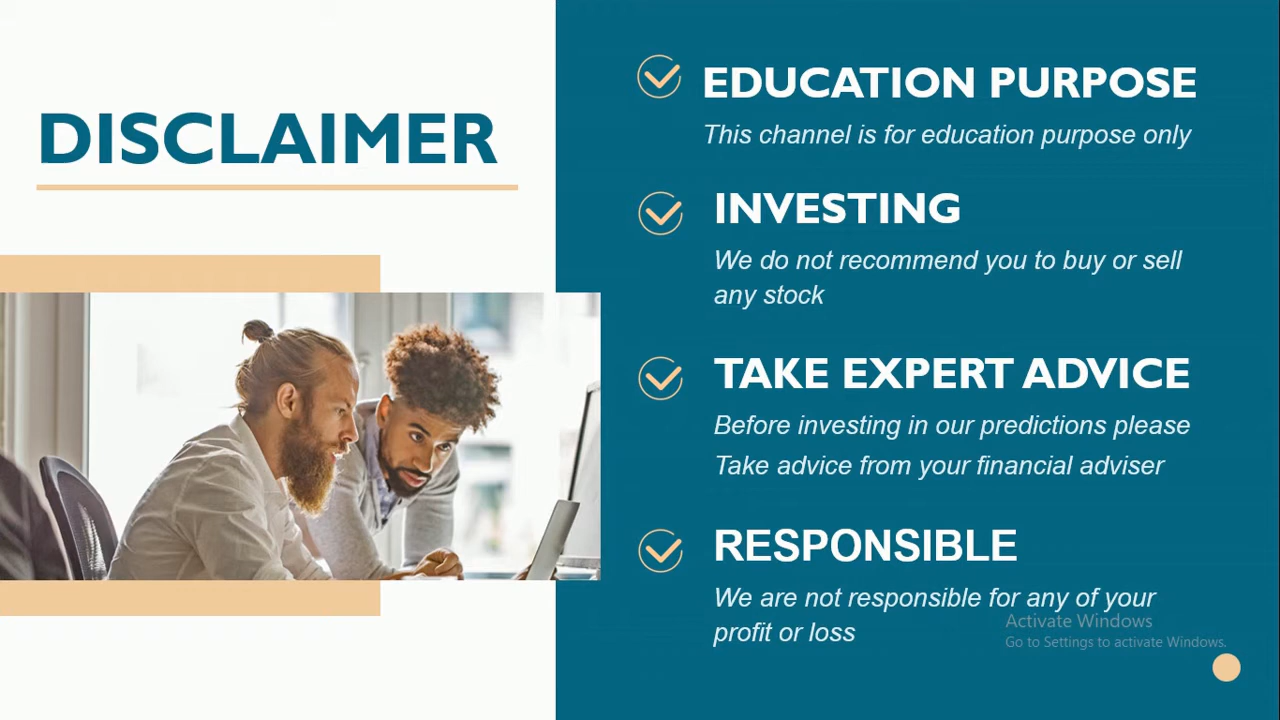 DISCLAIMER
EDUCATION PURPOSE
This channel is for education purpose only
INVESTING
We do not recommend you to buy or sell
any stock
TAKE EXPERT ADVICE
Before investing in our predictions please
Take advice from your financial adviser
RESPONSIBLE
We are not responsible for any of your
profit or loss
Activate Windows
Go to Settings to activate Windows.